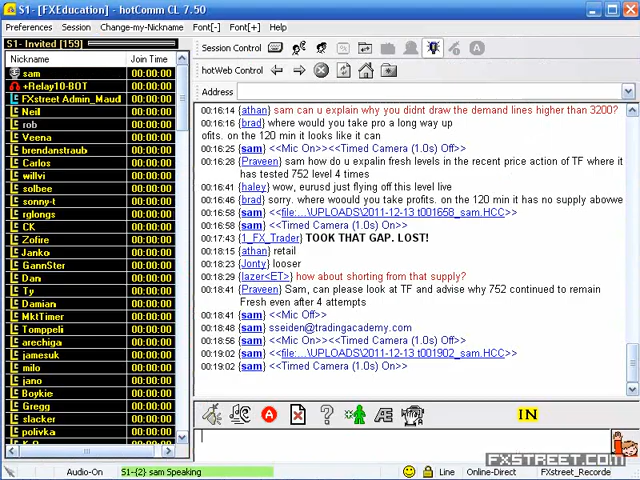 S1- [FXEducation] - hotComm CL 7.50
Preferences Session Change-my-Nickname Font[-] Font[+] Help
S1- Invited [159]
Nickname Join Time
sam 00:00:00
+Relay10-BOT 00:00:00
FXstreet Admin_Maud 00:00:00
Neil 00:00:00
rob 00:00:00
Veena 00:00:00
brendanstraub 00:00:00
Carlos 00:00:00
willvi 00:00:00
solbee 00:00:00
sonny-t 00:00:00
rglongs 00:00:00
CK 00:00:00
Zofire 00:00:00
Janko 00:00:00
GannSter 00:00:00
Dan 00:00:00
Ty 00:00:00
Damian 00:00:00
MktTimer 00:00:00
Tomppeli 00:00:00
arechiga 00:00:00
jamesuk 00:00:00
milo 00:00:00
jano 00:00:00
Boykie 00:00:00
Gregg 00:00:00
slacker 00:00:00
polivka 00:00:00
Session Control
hotWeb Control
Address
00:16:14 {athan} sam can u explain why you didnt draw the demand lines higher than 3200?
00:16:16 {brad} where would you take pro a long way up
ofits. on the 120 min it looks like it can
00:16:25 {sam} <<Mic On>><<Timed Camera (1.0s) Off>>
00:16:28 {Praveen} sam how do u expalin fresh levels in the recent price action of TF where it
has tested 752 level 4 times
00:16:41 {haley} wow, eurusd just flying off this level live
00:16:46 {brad} sorry. where woould you take profits. on the 120 min it has no supply abowwe
00:16:58 {sam} <<file:...\UPLOADS\2011-12-13 t001658_sam.HCC>>
00:16:58 {sam} <<Timed Camera (1.0s) On>>
00:17:43 {1_FX_Trader} TOOK THAT GAP. LOST!
00:18:15 {athan} retail
00:18:23 {Jonty} looser
00:18:29 {lazer<ET>} how about shorting from that supply?
00:18:41 {Praveen} Sam, can please look at TF and advise why 752 continued to remain
Fresh even after 4 attempts
00:18:41 {sam} <<Mic Off>>
00:18:48 {sam} sseiden@tradingacademy.com
00:18:56 {sam} <<Mic On>><<Timed Camera (1.0s) Off>>
00:19:02 {sam} <<file:...\UPLOADS\2011-12-13 t001902_sam.HCC>>
00:19:02 {sam} <<Timed Camera (1.0s) On>>
IN
FXSTREET.COM
Audio-On S1-{2} sam Speaking Line Online-Direct FXstreet_Recorde